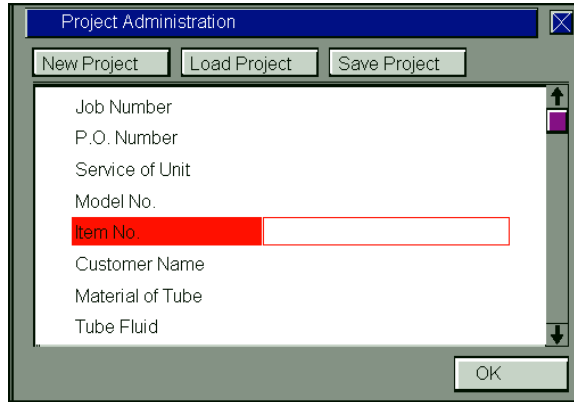 Project Administration
New Project Load Project Save Project
Job Number
P.O. Number
Service of Unit
Model No.
Item No.
Customer Name
Material of Tube
Tube Fluid
OK